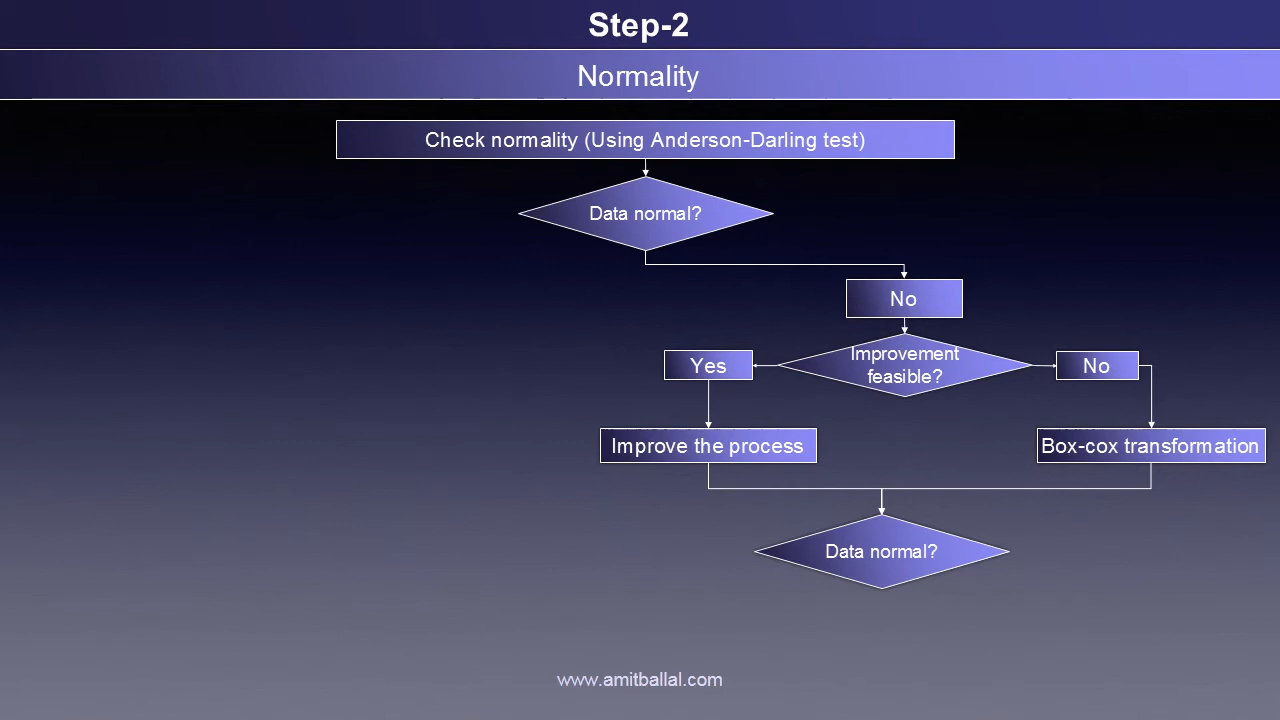 Step-2
Normality
Check normality (Using Anderson-Darling test)
Data normal?
No
Improvement
feasible?
Yes
No
Improve the process
Box-cox transformation
Data normal?
www.amitballal.com